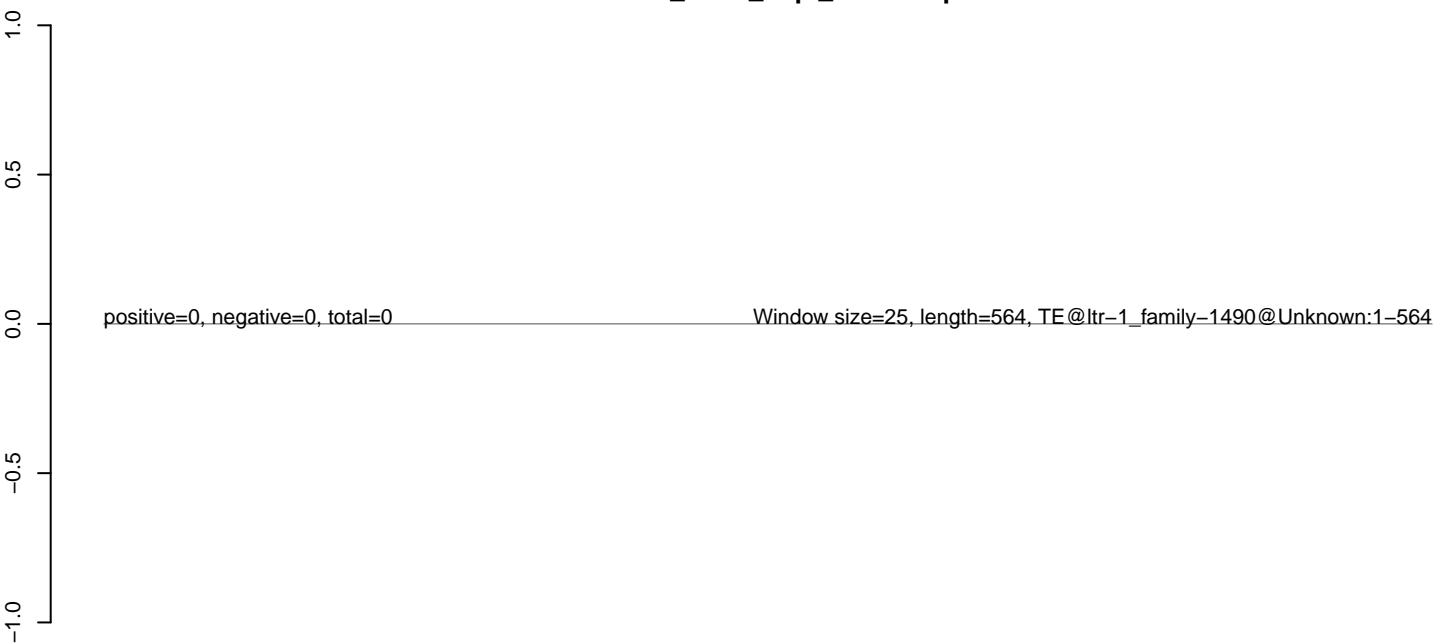 1.0
0.5
0.0
−0.5
−1.0
positive=0, negative=0, total=0
Window size=25, length=564, TE@ltr−1_family−1490@Unknown:1−564